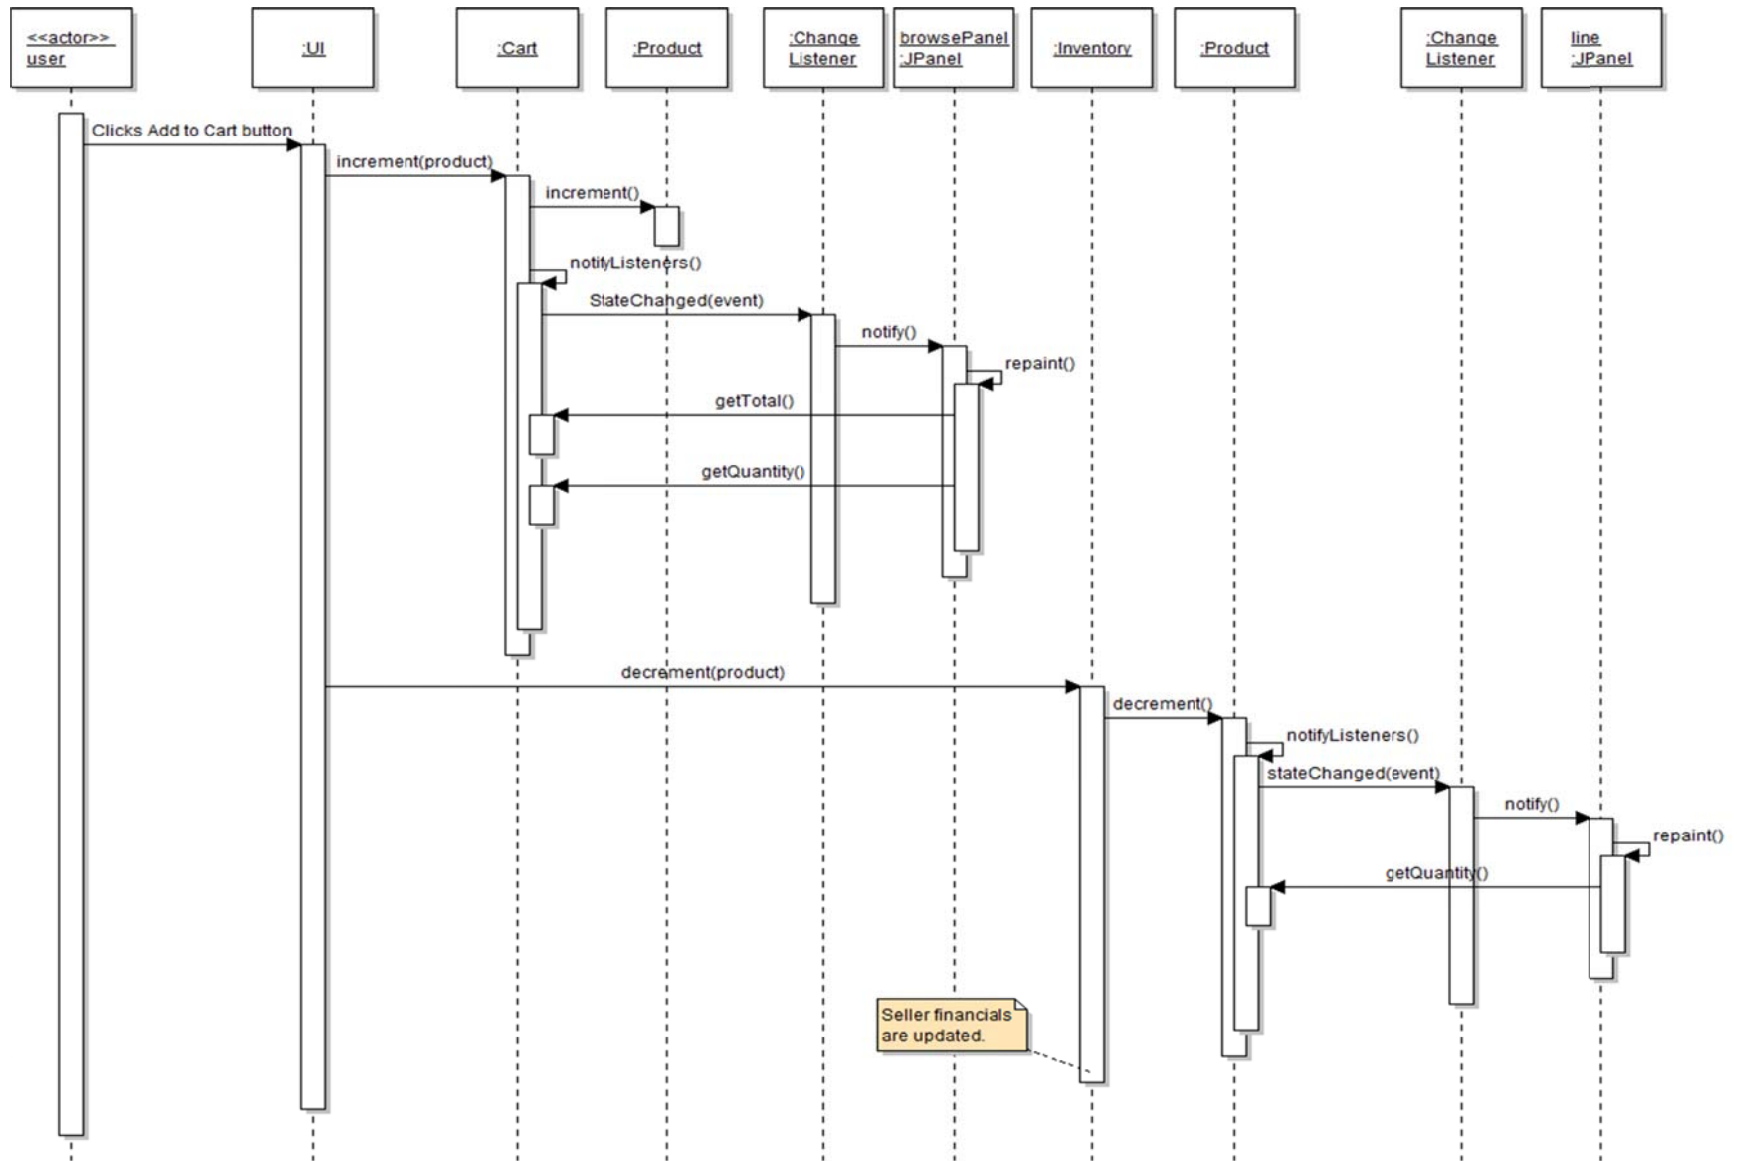 <<actor>>
user
:UI
:Cart
:Product
:Change
Listener
browsePanel
:JPanel
:Inventory
:Product
:Change
Listener
line
:JPanel
Clicks Add to Cart button
increment(product)
increment()
notifyListeners()
StateChanged(event)
notify()
repaint()
getTotal()
getQuantity()
decrement(product)
decrement()
notifyListeners()
stateChanged(event)
notify()
repaint()
getQuantity()
Seller financials
are updated.